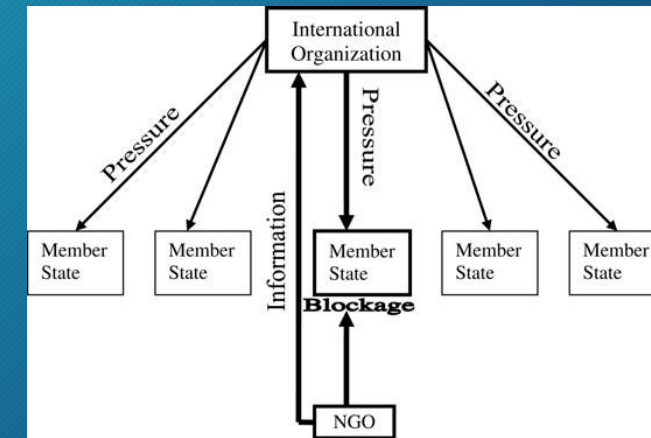 International
Organization
Pressure
Pressure
Pressure
Information
Member
State
Member
State
Member
State
Member
State
Member
State
Blockage
NGO